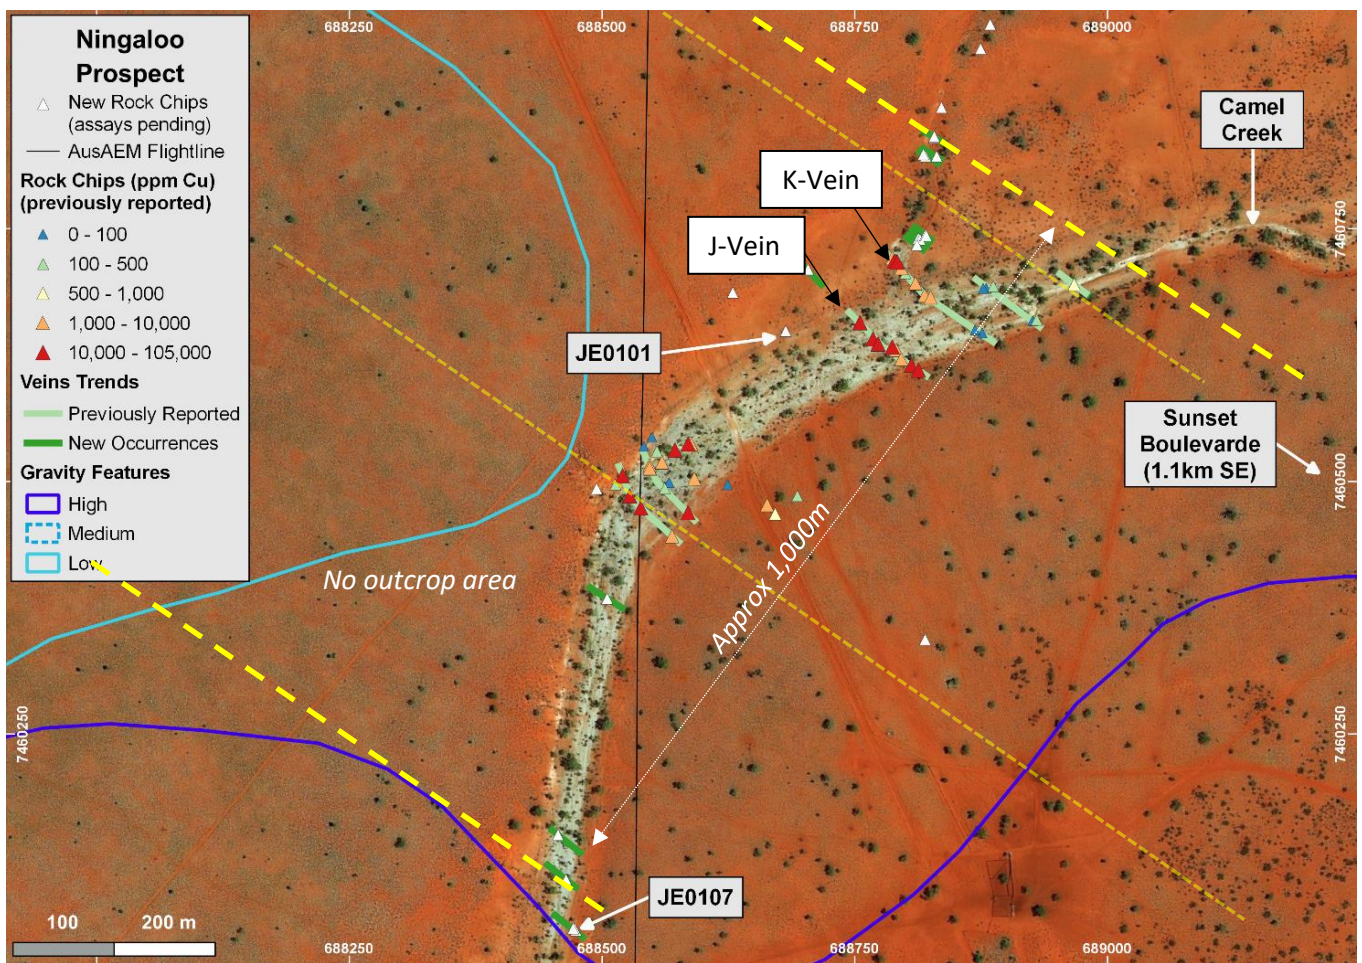 Ningaloo
Prospect
New Rock Chips
(assays pending)
AusAEM Flightline
Rock Chips (ppm Cu)
(previously reported)
0 - 100
100 - 500
500 - 1,000
1,000 - 10,000
10,000 - 105,000
Veins Trends
Previously Reported
New Occurrences
Gravity Features
High
Medium
Low
688250
688500
688750
689000
Camel
Creek
K-Vein
J-Vein
7460750
JE0101
Sunset
Boulevarde
(1.1km SE)
7460500
No outcrop area
Approx 1,000m
7460250
7460250
JE0107
100
200 m
688250
688500
688750
689000